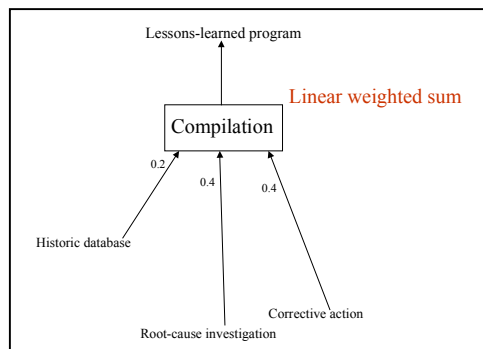 Lessons-learned program
Linear weighted sum
Compilation
0.2
0.4
0.4
Historic database
Corrective action
Root-cause investigation